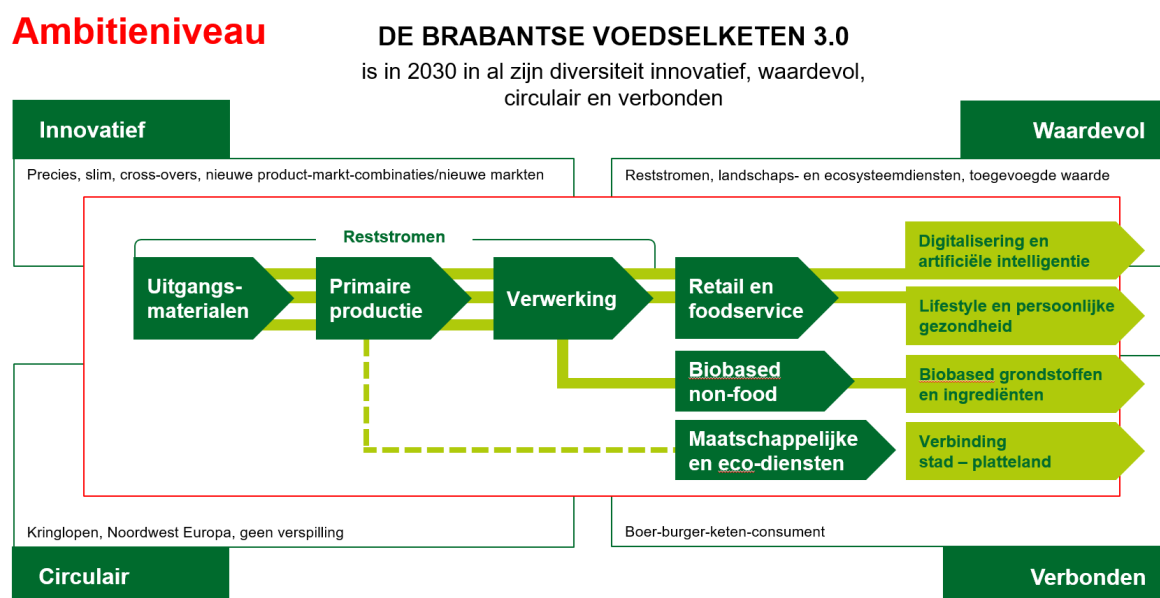 Ambitieniveau
DE BRABANTSE VOEDSELKETEN 3.0
is in 2030 in al zijn diversiteit innovatief, waardevol,
circulair en verbonden
Innovatief
Waardevol
Precies, slim, cross-overs, nieuwe product-markt-combinaties/nieuwe markten
Reststromen, landschaps- en ecosysteemdiensten, toegevoegde waarde
Reststromen
Uitgangs-
materialen
Primaire
productie
Verwerking
Retail en
foodservice
Digitalisering en
artificiële intelligentie
Lifestyle en persoonlijke
gezondheid
Biobased
non-food
Biobased grondstoffen
en ingrediënten
Maatschappelijke
en eco-diensten
Verbinding
stad – platteland
Kringlopen, Noordwest Europa, geen verspilling
Boer-burger-keten-consument
Circulair
Verbonden